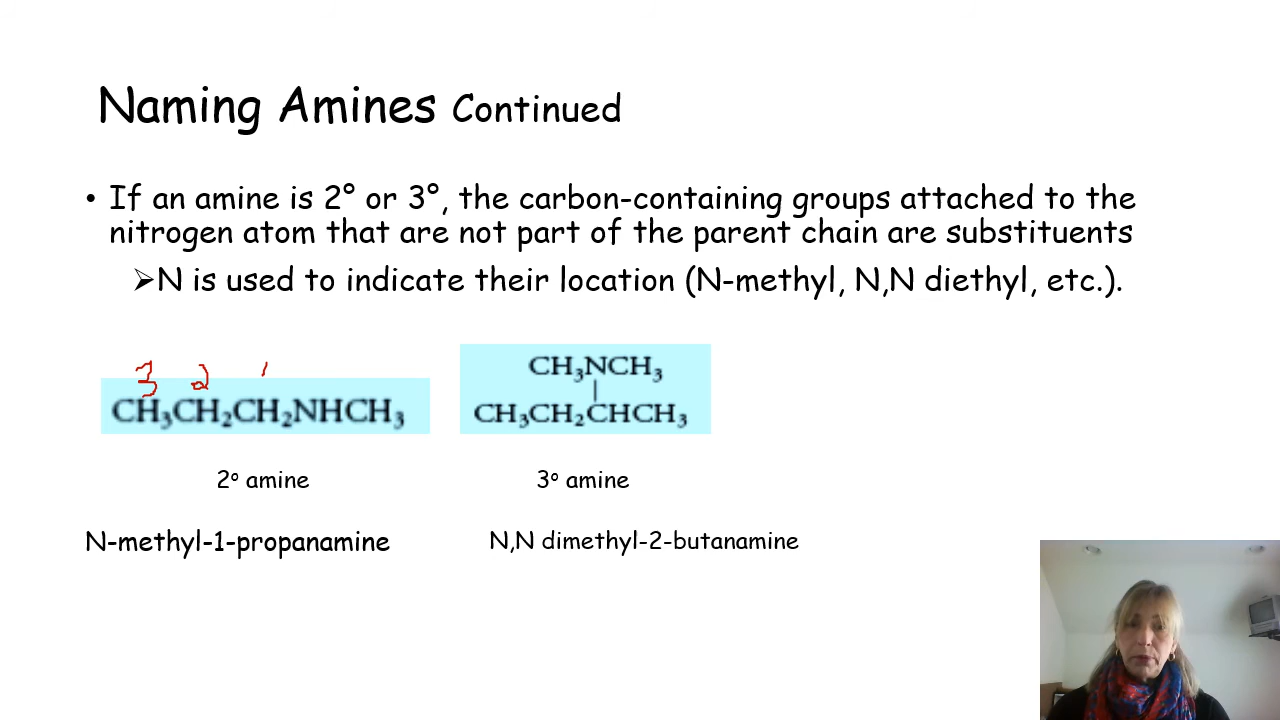 Naming Amines Continued
• If an amine is 2° or 3°, the carbon-containing groups attached to the
nitrogen atom that are not part of the parent chain are substituents
➢N is used to indicate their location (N-methyl, N,N diethyl, etc.).
3 2 1
CH₃CH₂CH₂NHCH₃
CH₃NCH₃
|
CH₃CH₂CHCH₃
2° amine
3° amine
N-methyl-1-propanamine
N,N dimethyl-2-butanamine